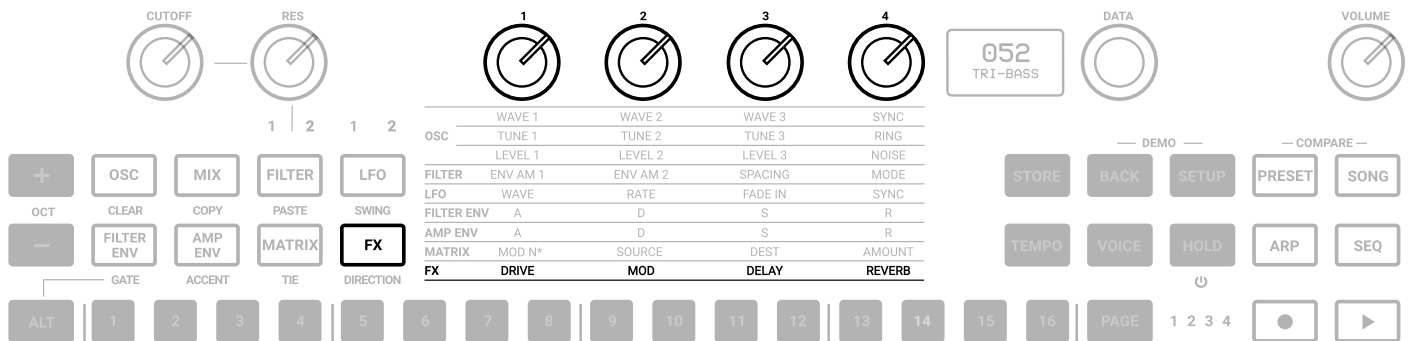 CUTOFF RES 1 2 3 4 DATA VOLUME
052
TRI-BASS
WAVE 1 WAVE 2 WAVE 3 SYNC
1 2 1 2
OSC TUNE 1 TUNE 2 TUNE 3 RING
LEVEL 1 LEVEL 2 LEVEL 3 NOISE
DEMO COMPARE
FILTER ENV AM 1 ENV AM 2 SPACING MODE
+ OSC MIX FILTER LFO STORE BACK SETUP PRESET SONG
LFO WAVE RATE FADE IN SYNC
OCT CLEAR COPY PASTE SWING
FILTER ENV A D S R
AMP ENV A D S R
− FILTER ENV AMP ENV MATRIX FX TEMPO VOICE HOLD ARP SEQ
MATRIX MOD N* SOURCE DEST AMOUNT
FX DRIVE MOD DELAY REVERB
GATE ACCENT TIE DIRECTION
ALT 1 2 3 4 5 6 7 8 9 10 11 12 13 14 15 16 PAGE 1 2 3 4